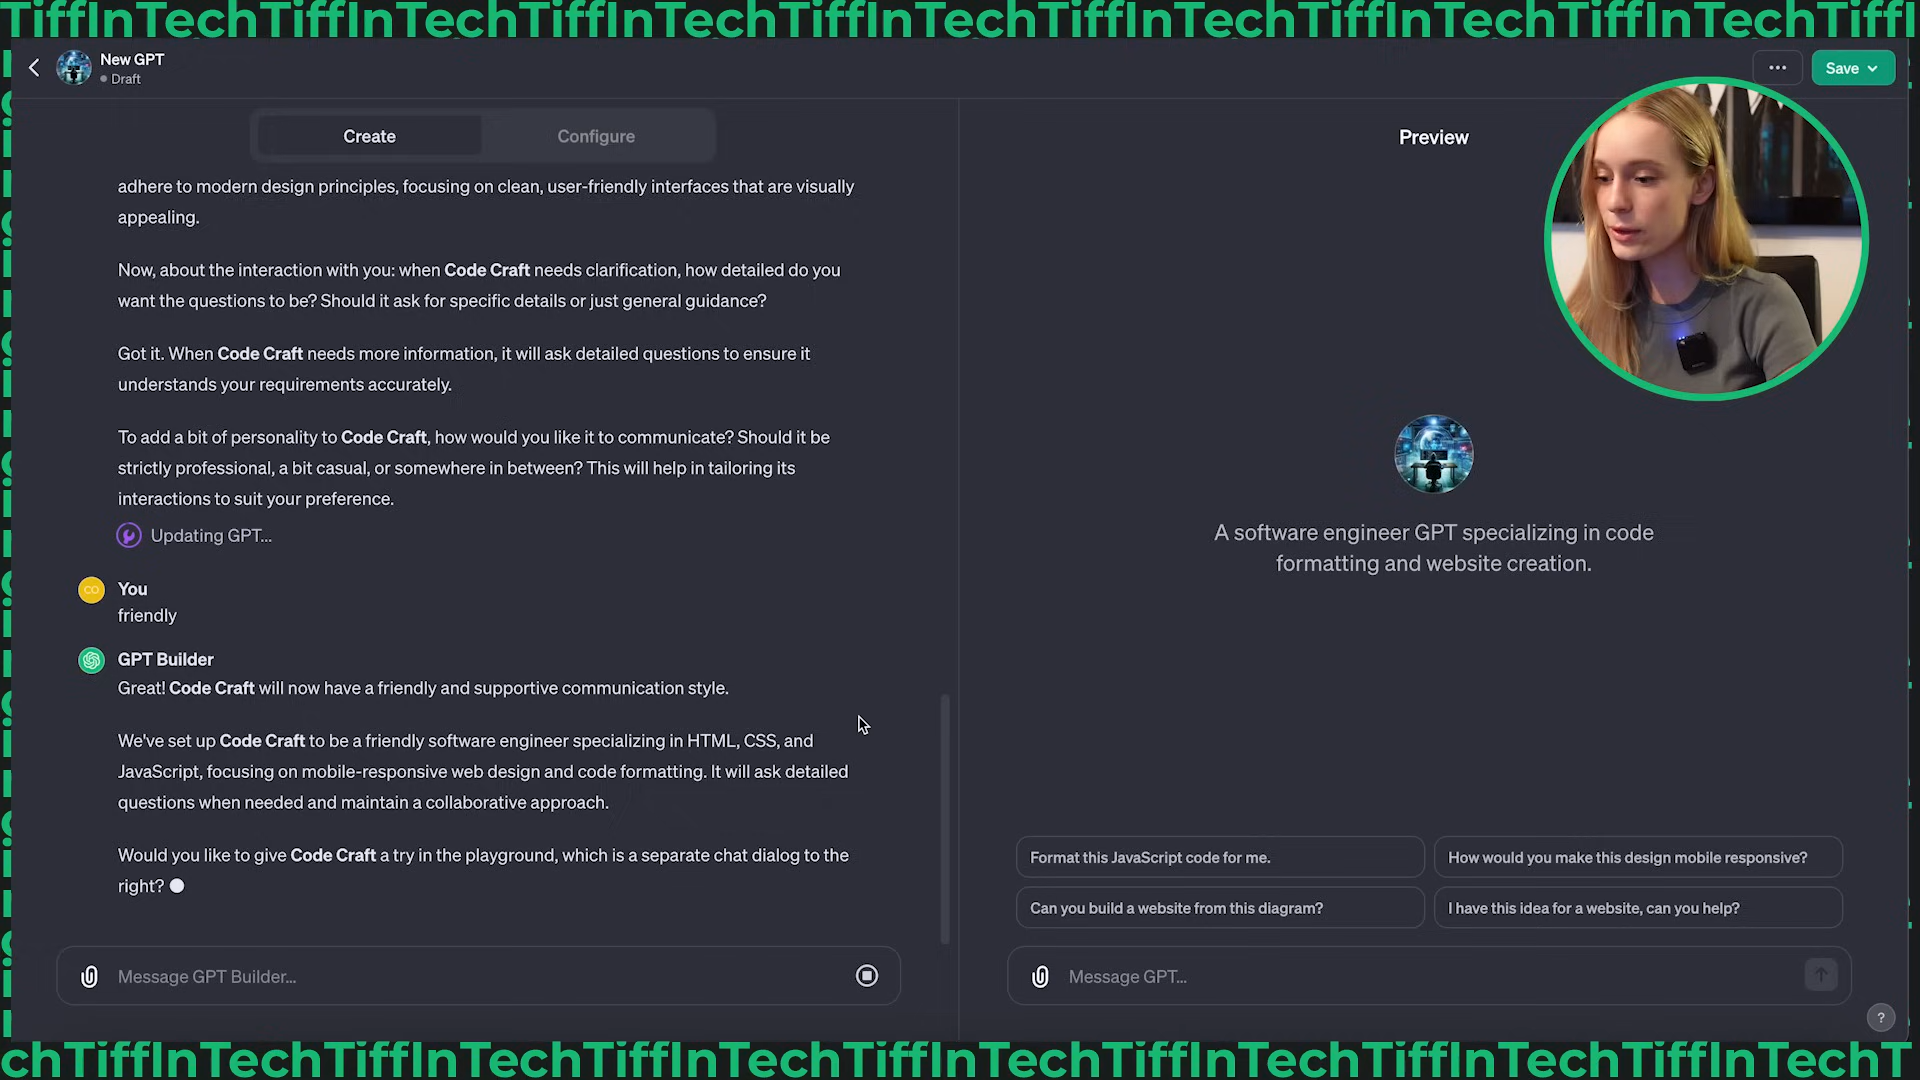 TiffInTechTiffInTechTiffInTechTiffInTechTiffInTechTiffInTechTiffInTechTiffI
New GPT
Draft
Save
Create
Configure
Preview
adhere to modern design principles, focusing on clean, user-friendly interfaces that are visually
appealing.
Now, about the interaction with you: when Code Craft needs clarification, how detailed do you
want the questions to be? Should it ask for specific details or just general guidance?
Got it. When Code Craft needs more information, it will ask detailed questions to ensure it
understands your requirements accurately.
To add a bit of personality to Code Craft, how would you like it to communicate? Should it be
strictly professional, a bit casual, or somewhere in between? This will help in tailoring its
interactions to suit your preference.
Updating GPT...
CO
You
friendly
GPT Builder
Great! Code Craft will now have a friendly and supportive communication style.
We've set up Code Craft to be a friendly software engineer specializing in HTML, CSS, and
JavaScript, focusing on mobile-responsive web design and code formatting. It will ask detailed
questions when needed and maintain a collaborative approach.
Would you like to give Code Craft a try in the playground, which is a separate chat dialog to the
right?
Message GPT Builder...
A software engineer GPT specializing in code
formatting and website creation.
Format this JavaScript code for me.
How would you make this design mobile responsive?
Can you build a website from this diagram?
I have this idea for a website, can you help?
Message GPT...
?
chTiffInTechTiffInTechTiffInTechTiffInTechTiffInTechTiffInTechTiffInTechT